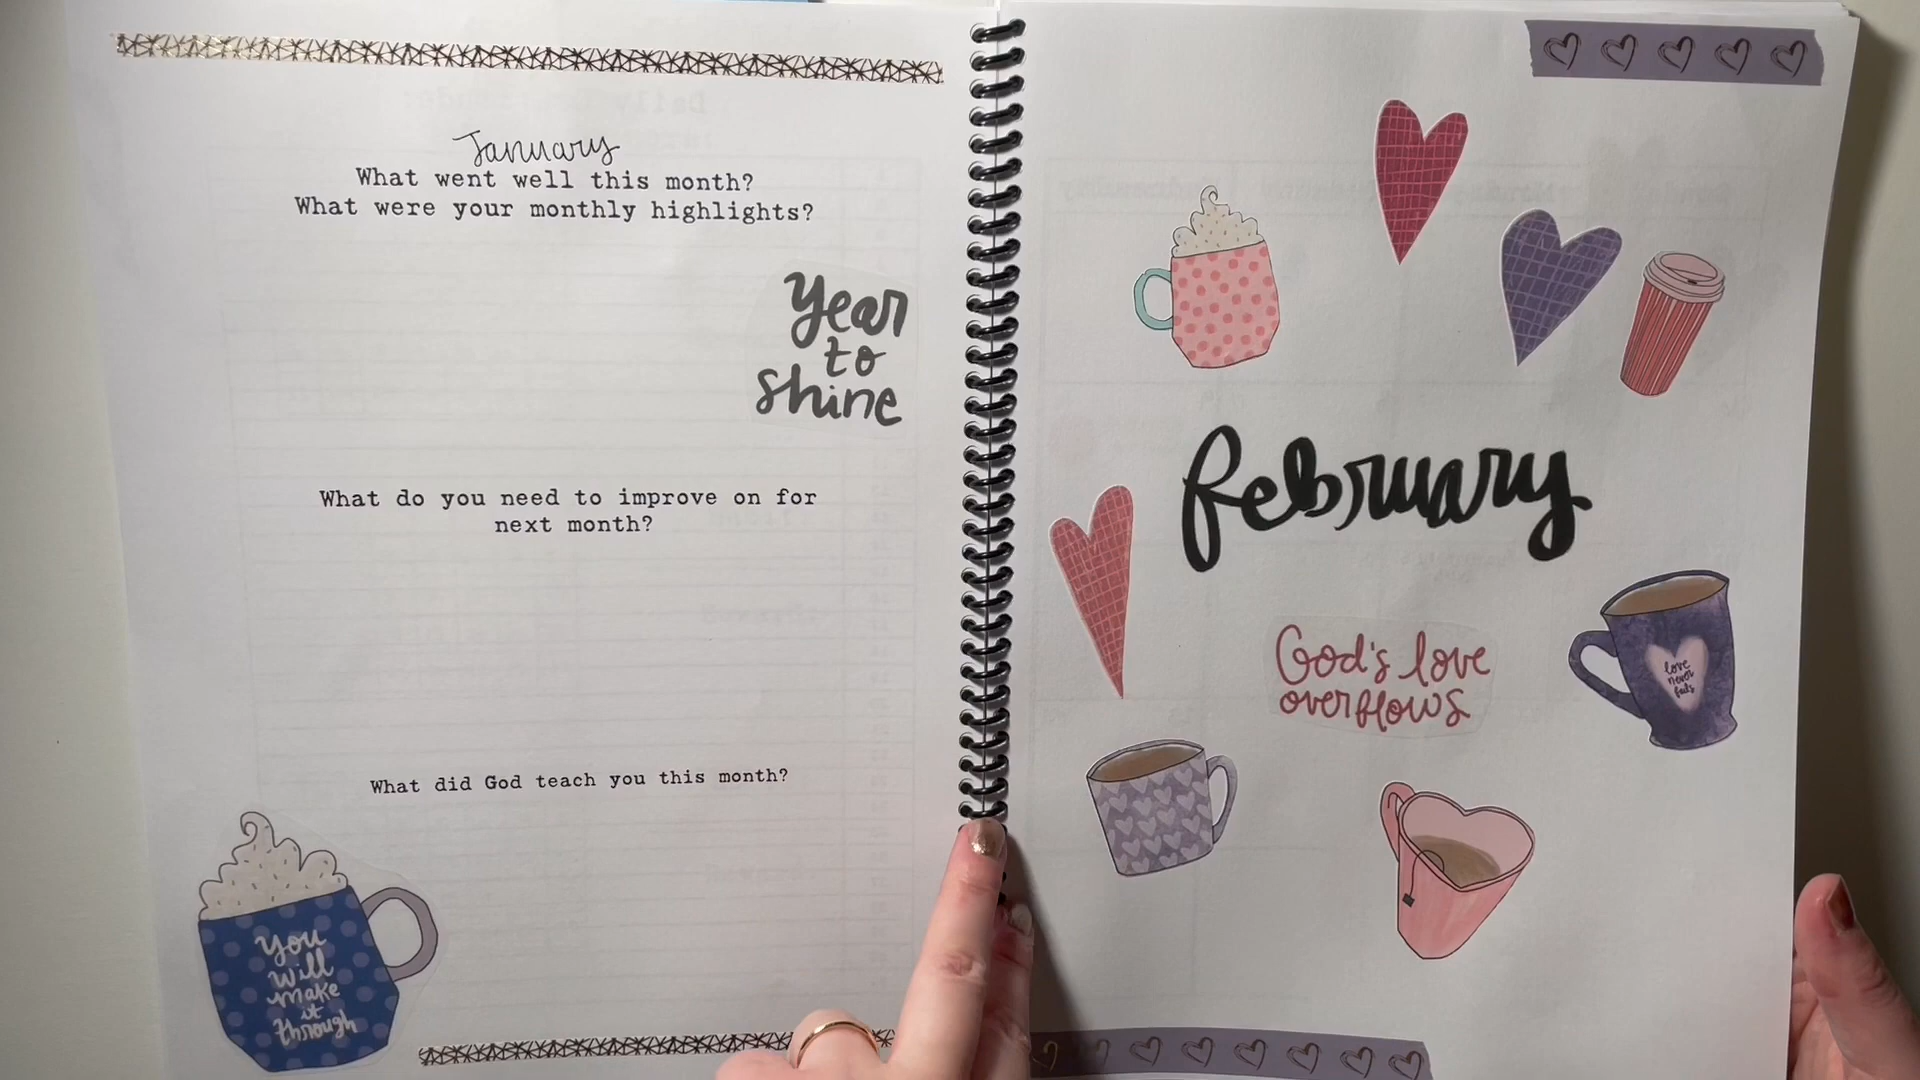 January
What went well this month?
What were your monthly highlights?
Year
to
shine
What do you need to improve on for
next month?
What did God teach you this month?
You
will
make
it
through
february
God's love
overflows
love
never
fails